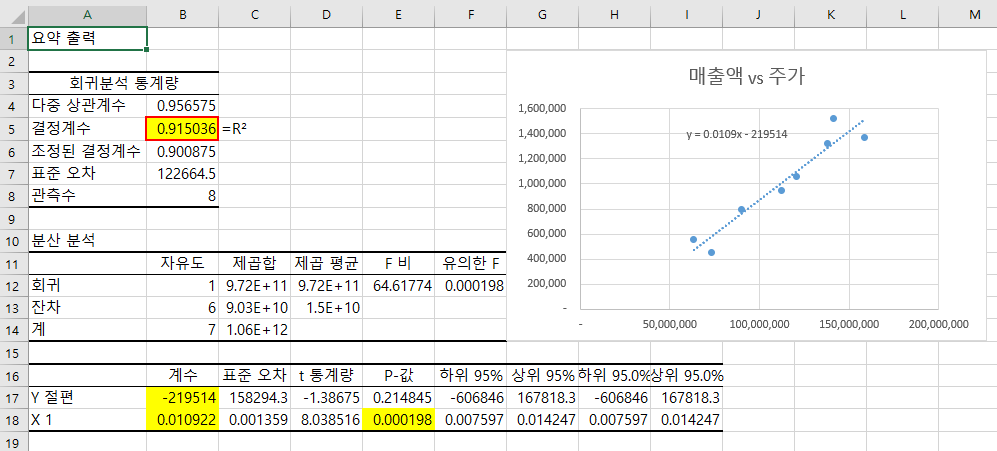 A B C D E F G H I J K L M
1 요약 출력
2
3 회귀분석 통계량
4 다중 상관계수 0.956575
5 결정계수 0.915036 =R²
6 조정된 결정계수 0.900875
7 표준 오차 122664.5
8 관측수 8
9
10 분산 분석
11 자유도 제곱합 제곱 평균 F 비 유의한 F
12 회귀 1 9.72E+11 9.72E+11 64.61774 0.000198
13 잔차 6 9.03E+10 1.5E+10
14 계 7 1.06E+12
15
16 계수 표준 오차 t 통계량 P-값 하위 95% 상위 95% 하위 95.0% 상위 95.0%
17 Y 절편 -219514 158294.3 -1.38675 0.214845 -606846 167818.3 -606846 167818.3
18 X 1 0.010922 0.001359 8.038516 0.000198 0.007597 0.014247 0.007597 0.014247
19
매출액 vs 주가
1,600,000
1,400,000
y = 0.0109x - 219514
1,200,000
1,000,000
800,000
600,000
400,000
200,000
-
- 50,000,000 100,000,000 150,000,000 200,000,000